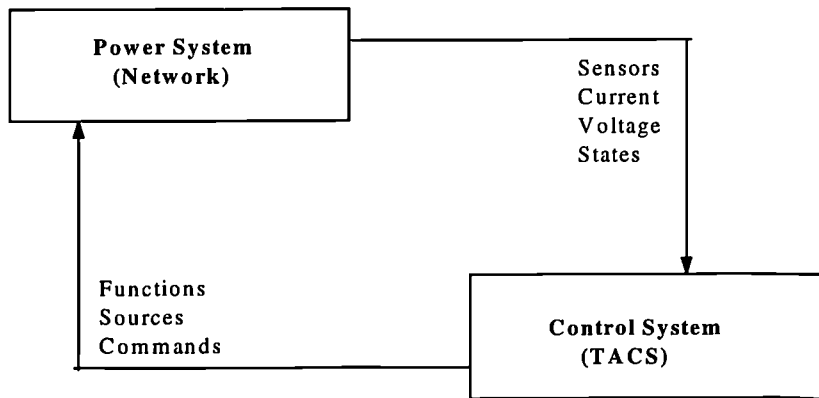 Power System
(Network)
Sensors
Current
Voltage
States
Functions
Sources
Commands
Control System
(TACS)